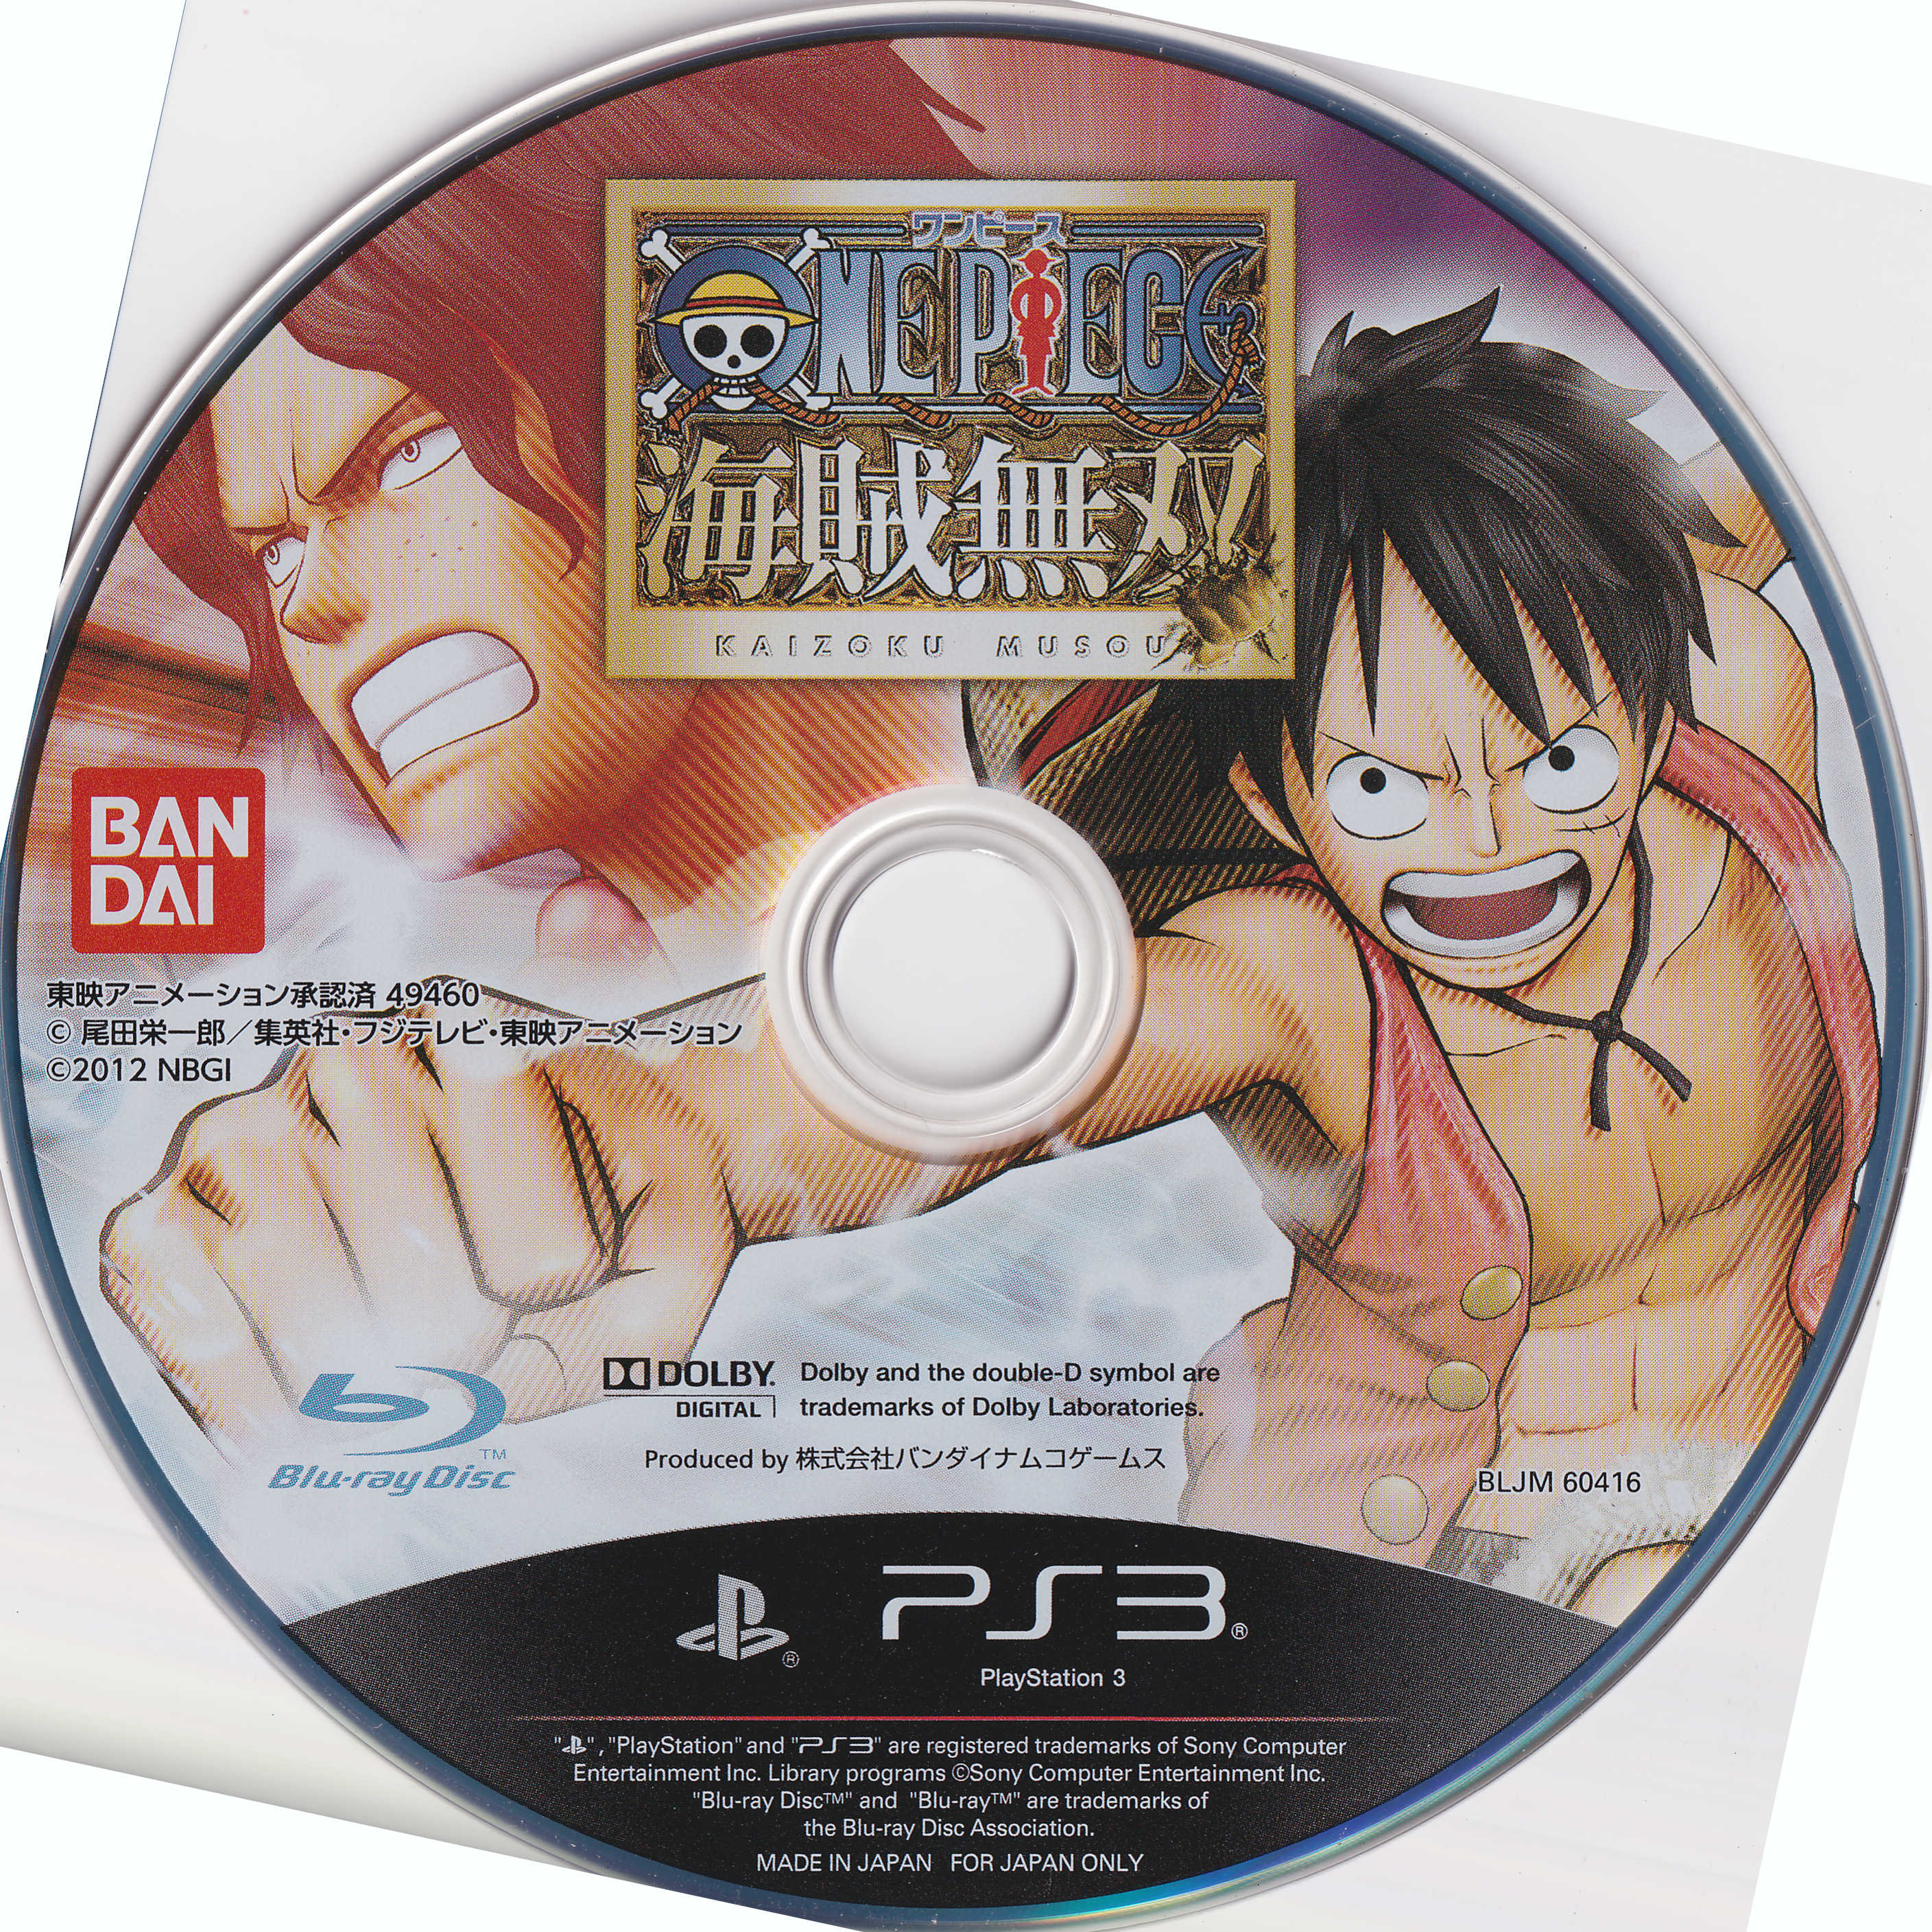 ワンピース
ONE PIECE
海賊無双
KAIZOKU MUSOU
BAN
DAI
東映アニメーション承認済 49460
© 尾田栄一郎／集英社・フジテレビ・東映アニメーション
©2012 NBGI
DOLBY. Dolby and the double-D symbol are
DIGITAL trademarks of Dolby Laboratories.
TM
Blu-ray Disc
Produced by 株式会社バンダイナムコゲームス
BLJM 60416
PS3®
PlayStation 3
" ", "PlayStation" and "PS3" are registered trademarks of Sony Computer
Entertainment Inc. Library programs ©Sony Computer Entertainment Inc.
"Blu-ray Disc™" and "Blu-ray™" are trademarks of
the Blu-ray Disc Association.
MADE IN JAPAN FOR JAPAN ONLY